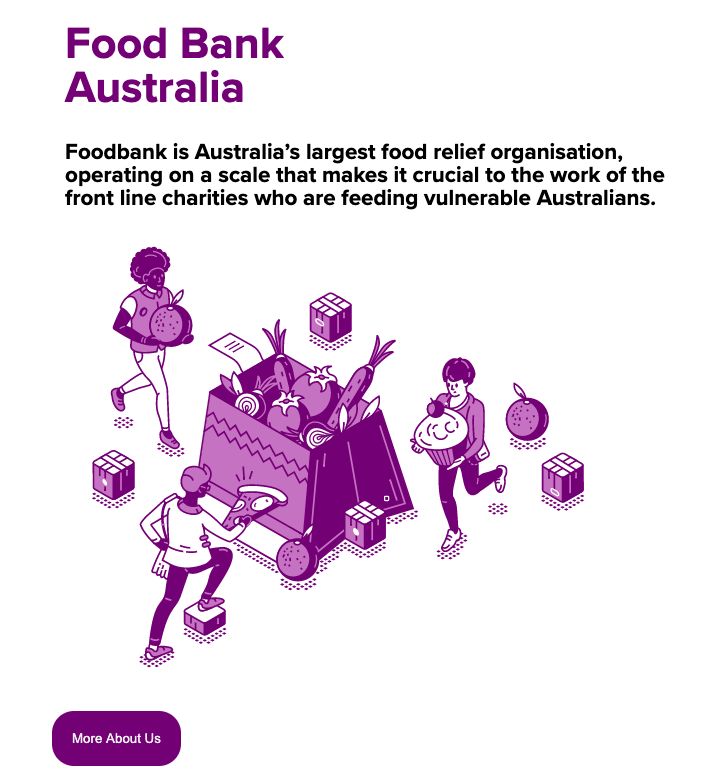 Food Bank
Australia
Foodbank is Australia’s largest food relief organisation,
operating on a scale that makes it crucial to the work of the
front line charities who are feeding vulnerable Australians.
More About Us